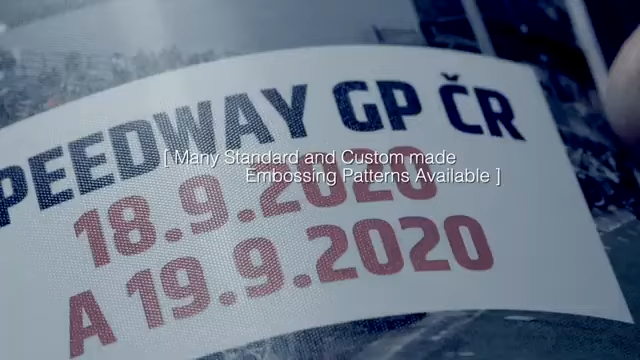 PEEDWAY GP ČR
[ Many Standard and Custom made
Embossing Patterns Available ]
18.9.2020
A 19.9.2020